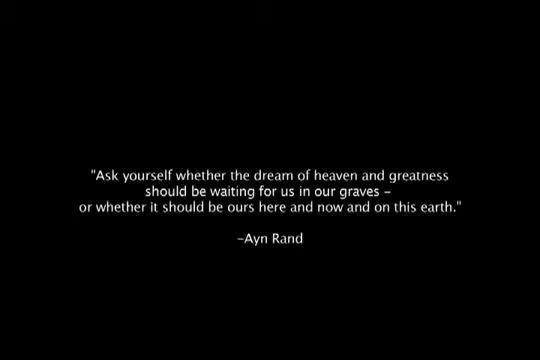 "Ask yourself whether the dream of heaven and greatness
should be waiting for us in our graves –
or whether it should be ours here and now and on this earth."
–Ayn Rand